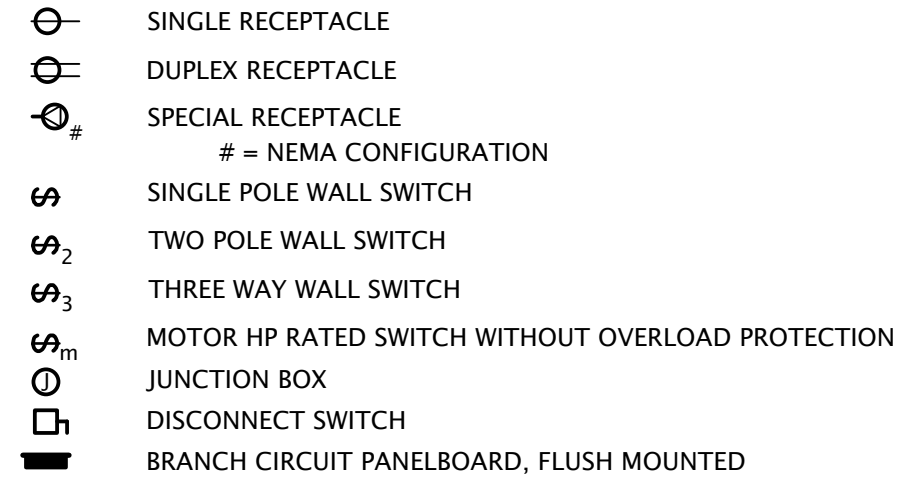 SINGLE RECEPTACLE
DUPLEX RECEPTACLE
# SPECIAL RECEPTACLE
# = NEMA CONFIGURATION
SINGLE POLE WALL SWITCH
2 TWO POLE WALL SWITCH
3 THREE WAY WALL SWITCH
m MOTOR HP RATED SWITCH WITHOUT OVERLOAD PROTECTION
J JUNCTION BOX
DISCONNECT SWITCH
BRANCH CIRCUIT PANELBOARD, FLUSH MOUNTED